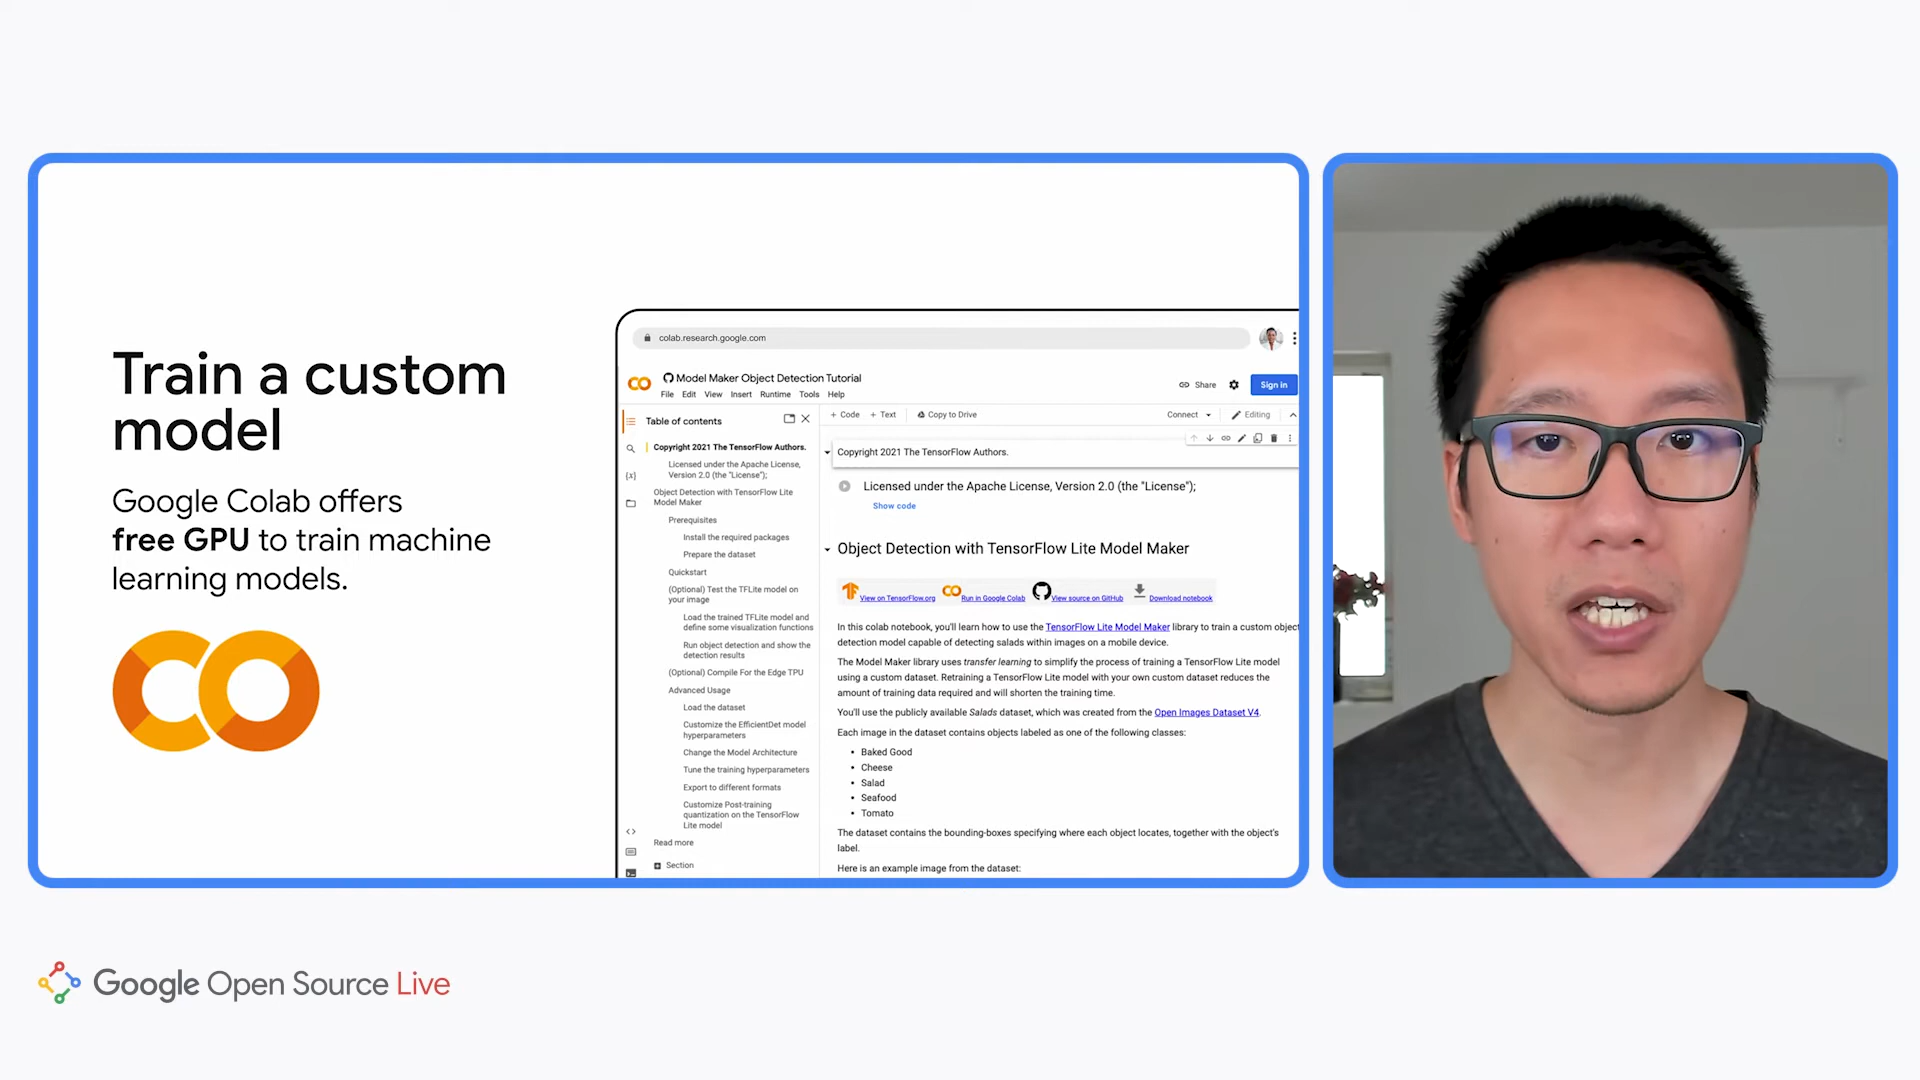 Train a custom
model
Google Colab offers
free GPU to train machine
learning models.
colab.research.google.com
Model Maker Object Detection Tutorial
File Edit View Insert Runtime Tools Help
Share
Sign in
Table of contents
Copyright 2021 The TensorFlow Authors.
Licensed under the Apache License,
Version 2.0 (the "License");
Object Detection with TensorFlow Lite
Model Maker
Prerequisites
Install the required packages
Prepare the dataset
Quickstart
(Optional) Test the TFLite model on
your image
Load the trained TFLite model and
define some visualization functions
Run object detection and show the
detection results
(Optional) Compile For the Edge TPU
Advanced Usage
Load the dataset
Customize the EfficientDet model
hyperparameters
Change the Model Architecture
Tune the training hyperparameters
Export to different formats
Customize Post-training
quantization on the TensorFlow
Lite model
Read more
Section
+ Code + Text Copy to Drive
Connect Editing
Copyright 2021 The TensorFlow Authors.
Licensed under the Apache License, Version 2.0 (the "License");
Show code
Object Detection with TensorFlow Lite Model Maker
View on TensorFlow.org Run in Google Colab View source on GitHub Download notebook
In this colab notebook, you'll learn how to use the TensorFlow Lite Model Maker library to train a custom object
detection model capable of detecting salads within images on a mobile device.
The Model Maker library uses transfer learning to simplify the process of training a TensorFlow Lite model
using a custom dataset. Retraining a TensorFlow Lite model with your own custom dataset reduces the
amount of training data required and will shorten the training time.
You'll use the publicly available Salads dataset, which was created from the Open Images Dataset V4.
Each image in the dataset contains objects labeled as one of the following classes:
• Baked Good
• Cheese
• Salad
• Seafood
• Tomato
The dataset contains the bounding-boxes specifying where each object locates, together with the object's
label.
Here is an example image from the dataset:
Google Open Source Live